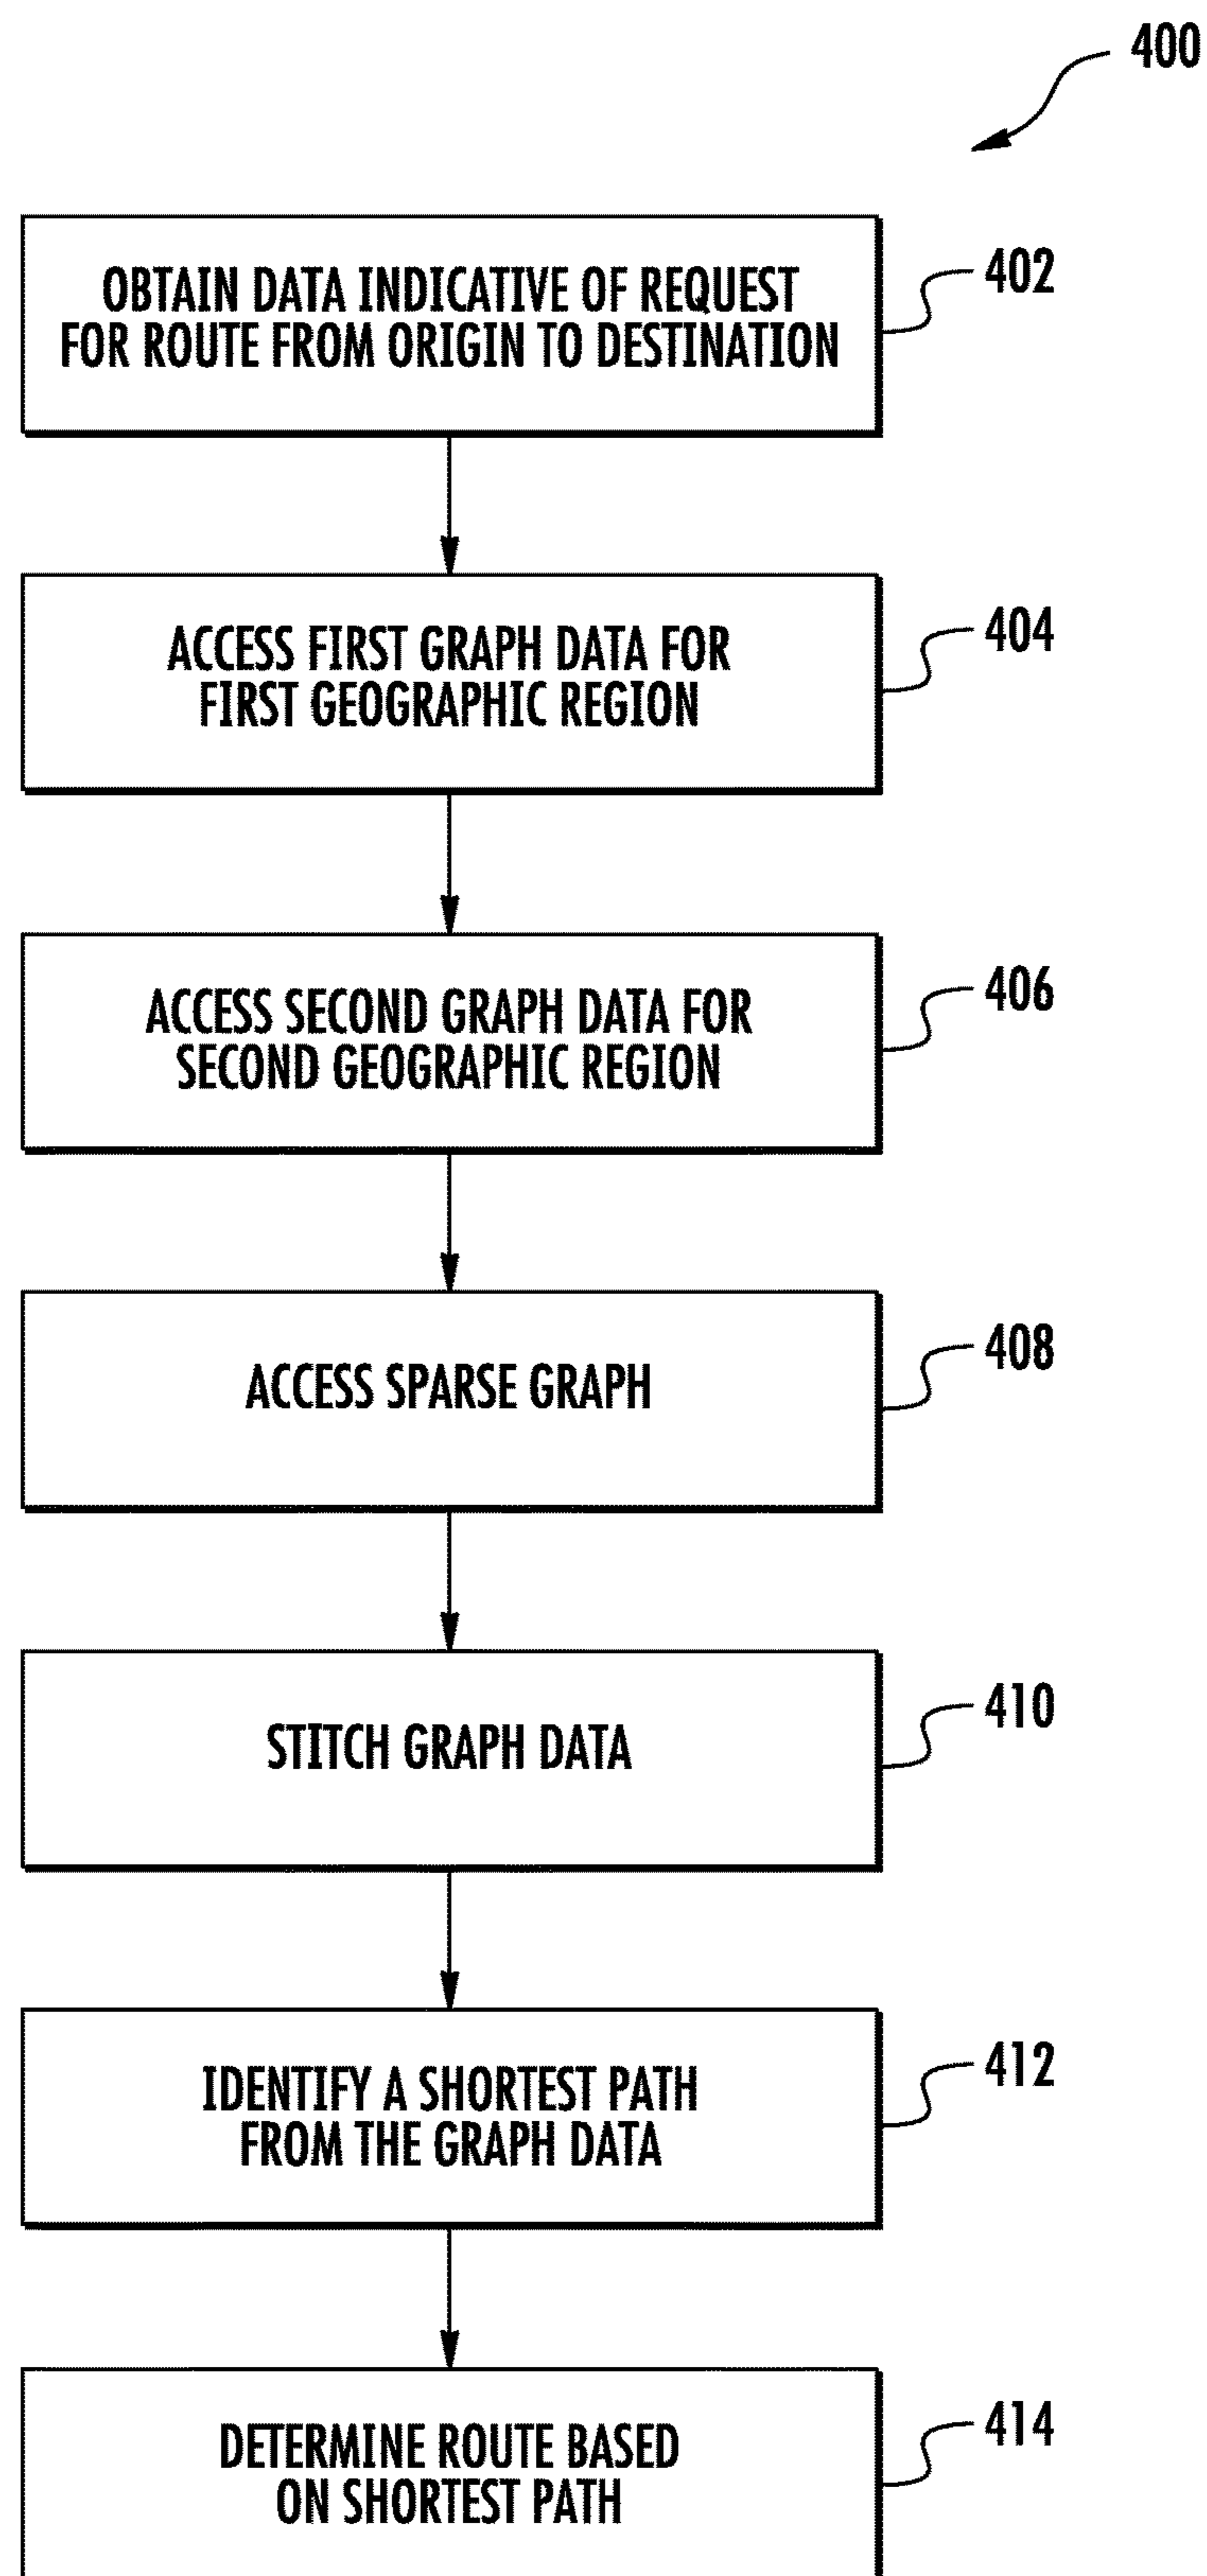 400
OBTAIN DATA INDICATIVE OF REQUEST
FOR ROUTE FROM ORIGIN TO DESTINATION
402
ACCESS FIRST GRAPH DATA FOR
FIRST GEOGRAPHIC REGION
404
ACCESS SECOND GRAPH DATA FOR
SECOND GEOGRAPHIC REGION
406
ACCESS SPARSE GRAPH
408
STITCH GRAPH DATA
410
IDENTIFY A SHORTEST PATH
FROM THE GRAPH DATA
412
DETERMINE ROUTE BASED
ON SHORTEST PATH
414